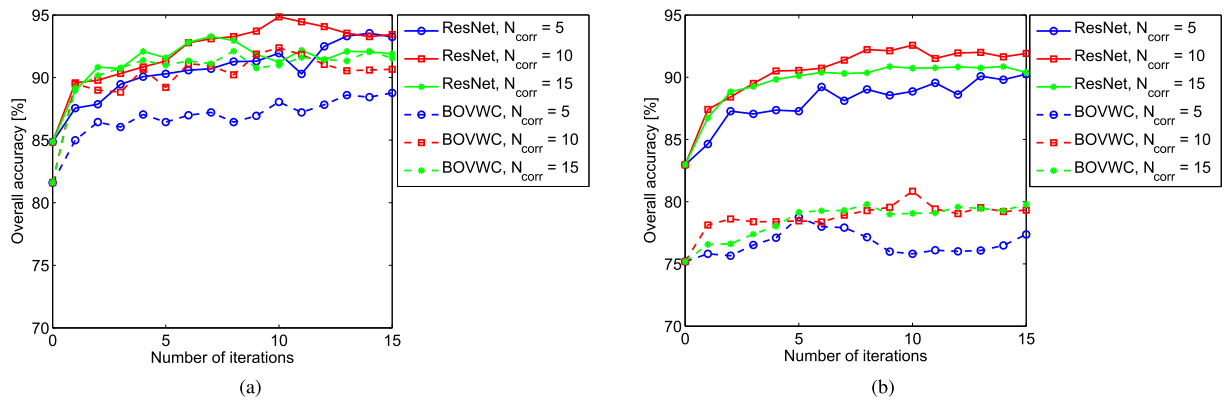 95
90
85
80
75
70
0
5
10
15
Overall accuracy [%]
Number of iterations
ResNet, N_corr = 5
ResNet, N_corr = 10
ResNet, N_corr = 15
BOVWC, N_corr = 5
BOVWC, N_corr = 10
BOVWC, N_corr = 15
(a)
95
90
85
80
75
70
0
5
10
15
Overall accuracy [%]
Number of iterations
ResNet, N_corr = 5
ResNet, N_corr = 10
ResNet, N_corr = 15
BOVWC, N_corr = 5
BOVWC, N_corr = 10
BOVWC, N_corr = 15
(b)